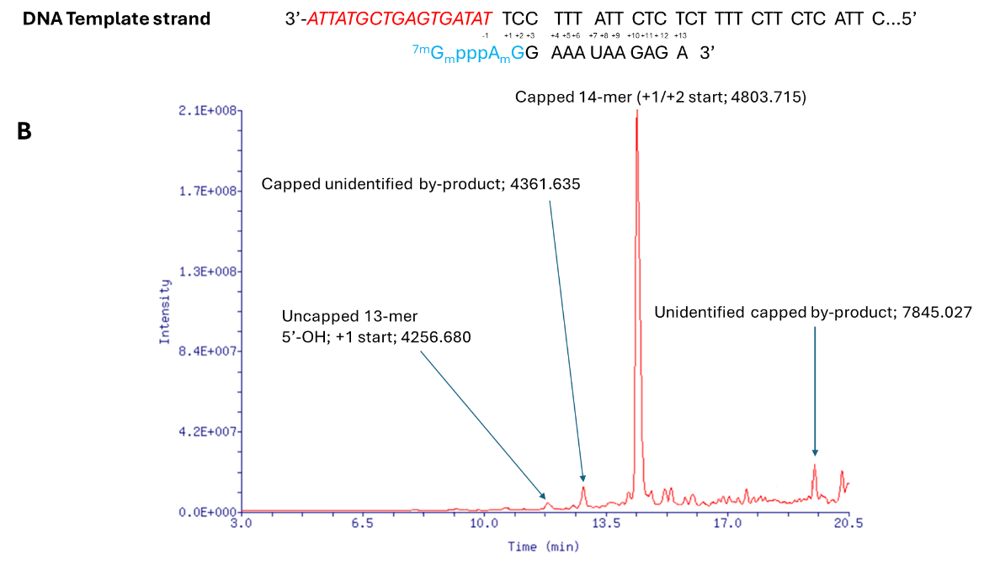 DNA Template strand 3’-ATTATGCTGAGTGATAT TCC TTT ATT CTC TCT TTT CTT CTC ATT C...5’
-1 +1 +2 +3 +4 +5 +6 +7 +8 +9 +10 +11 + 12 +13
7mGmpppAmGG AAA UAA GAG A 3’
B
Capped 14-mer (+1/+2 start; 4803.715)
2.1E+008
Capped unidentified by-product; 4361.635
1.7E+008
1.3E+008
Intensity
Unidentified capped by-product; 7845.027
Uncapped 13-mer
5’-OH; +1 start; 4256.680
8.4E+007
4.2E+007
0.0E+000
3.0 6.5 10.0 13.5 17.0 20.5
Time (min)